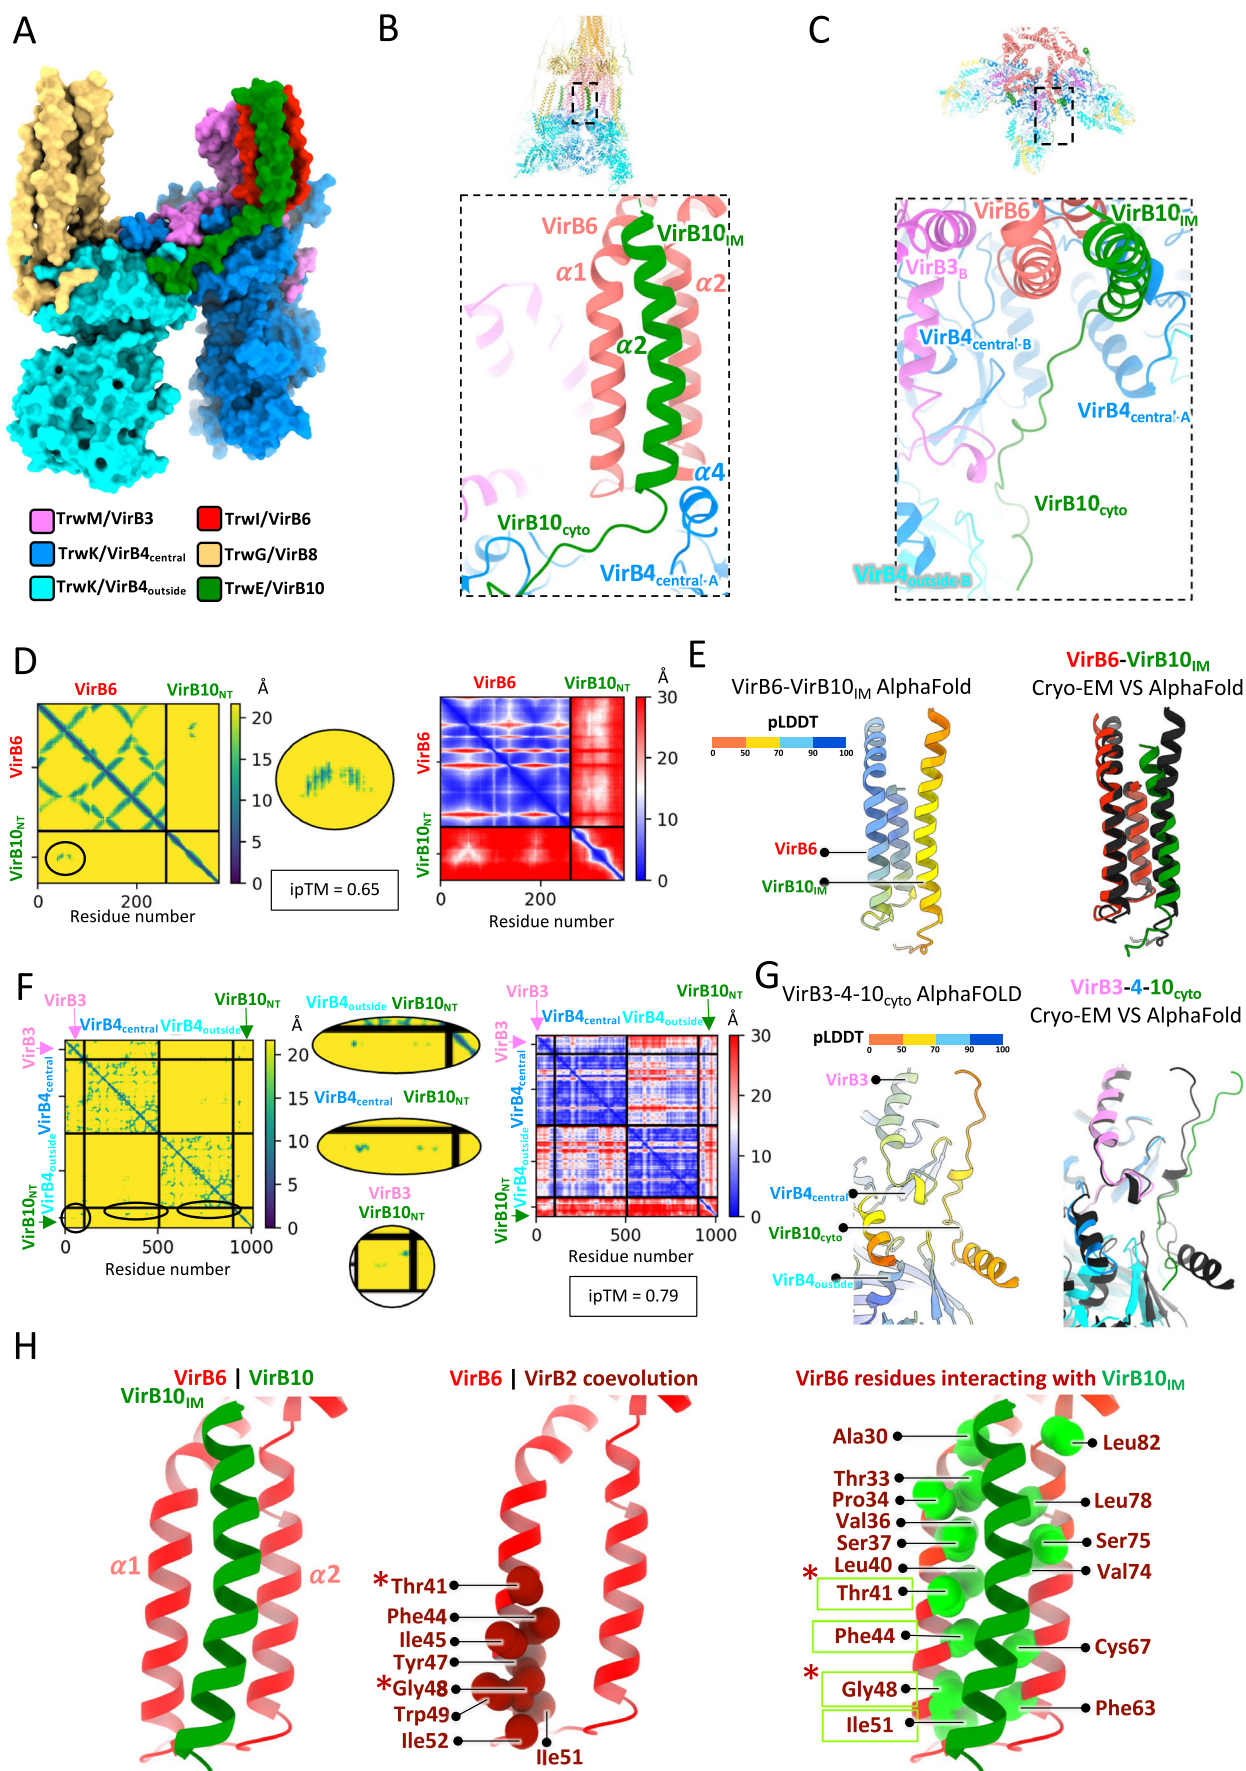 A
TrwM/VirB3
TrwI/VirB6
TrwK/VirB4central
TrwG/VirB8
TrwK/VirB4outside
TrwE/VirB10
B
VirB6
VirB10IM
α1
α2
α2
α4
VirB10cyto
VirB4central-A
C
VirB6
VirB10IM
VirB3B
VirB4central-B
VirB4central-A
VirB10cyto
VirB4outside-B
D
VirB6
VirB10NT
Å
VirB6
VirB10NT
20
15
10
5
0
0
200
Residue number
ipTM = 0.65
VirB6
VirB10NT
Å
VirB6
VirB10NT
30
20
10
0
0
200
Residue number
E
VirB6-VirB10IM AlphaFold
pLDDT
0 50 70 90 100
VirB6
VirB10IM
VirB6-VirB10IM
Cryo-EM VS AlphaFold
F
VirB3
VirB10NT
VirB4central
VirB4outside
Å
VirB3
VirB4central
VirB4outside
VirB10NT
20
15
10
5
0
0
500
1000
Residue number
VirB4outside
VirB10NT
VirB4central
VirB10NT
VirB3
VirB10NT
VirB3
VirB10NT
VirB4central
VirB4outside
Å
VirB3
VirB4central
VirB4outside
VirB10NT
30
20
10
0
0
500
1000
Residue number
ipTM = 0.79
G
VirB3-4-10cyto AlphaFOLD
pLDDT
0 50 70 90 100
VirB3
VirB4central
VirB10cyto
VirB4oustside
VirB3-4-10cyto
Cryo-EM VS AlphaFold
H
VirB6 | VirB10
VirB10IM
α1
α2
VirB6 | VirB2 coevolution
*Thr41
Phe44
Ile45
Tyr47
*Gly48
Trp49
Ile52
Ile51
VirB6 residues interacting with VirB10IM
Ala30
Leu82
Thr33
Pro34
Leu78
Val36
Ser37
Ser75
Leu40
Val74
*
Thr41
Phe44
Cys67
*
Gly48
Phe63
Ile51